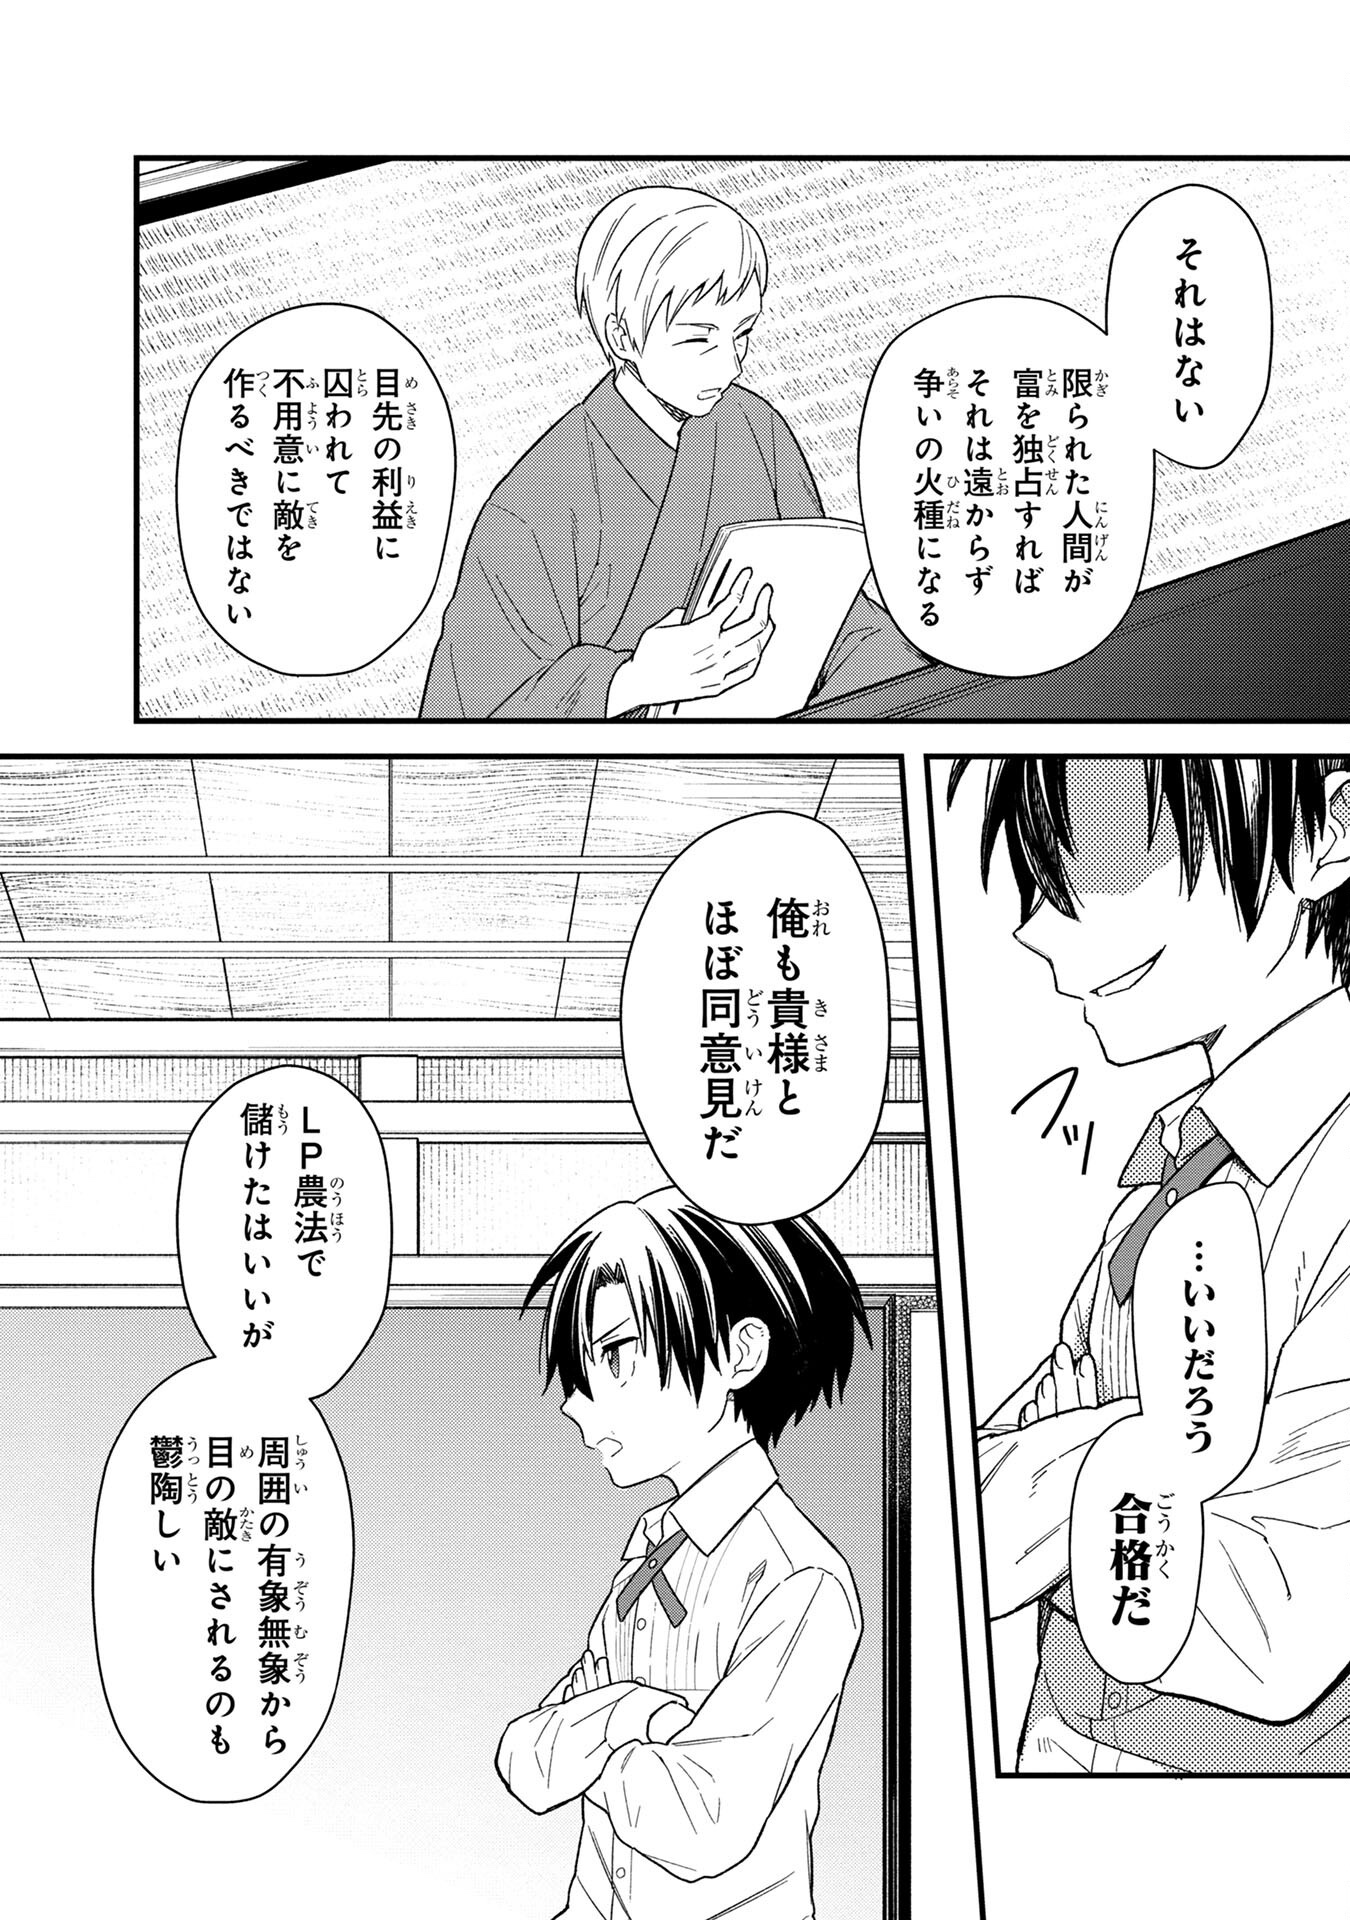 それはない
限られた人間が
富を独占すれば
それは遠からず
争いの火種になる
目先の利益に
囚われて
不用意に敵を
作るべきではない
ニッ
…いいだろう
合格だ
俺も貴様と
ほぼ同意見だ
ＬＰ農法で
儲けたはいいが
周囲の有象無象から
目の敵にされるのも
鬱陶しい